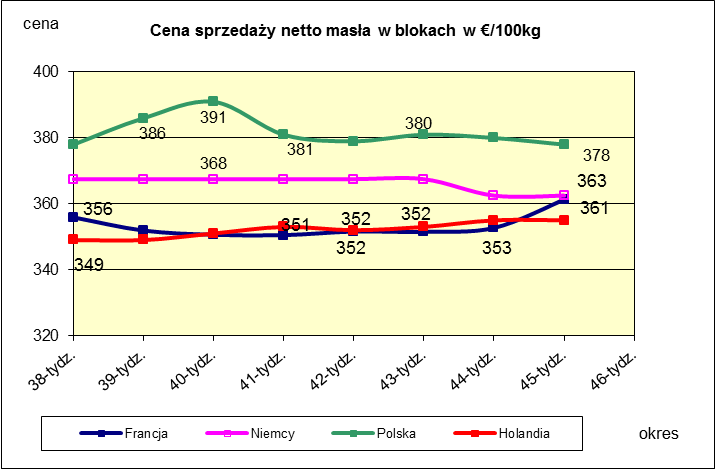 cena
Cena sprzedaży netto masła w blokach w €/100kg
400
380
360
340
320
386
391
381
380
378
368
363
356
351
352
352
361
349
352
353
38-tydz.
39-tydz.
40-tydz.
41-tydz.
42-tydz.
43-tydz.
44-tydz.
45-tydz.
46-tydz.
Francja
Niemcy
Polska
Holandia
okres